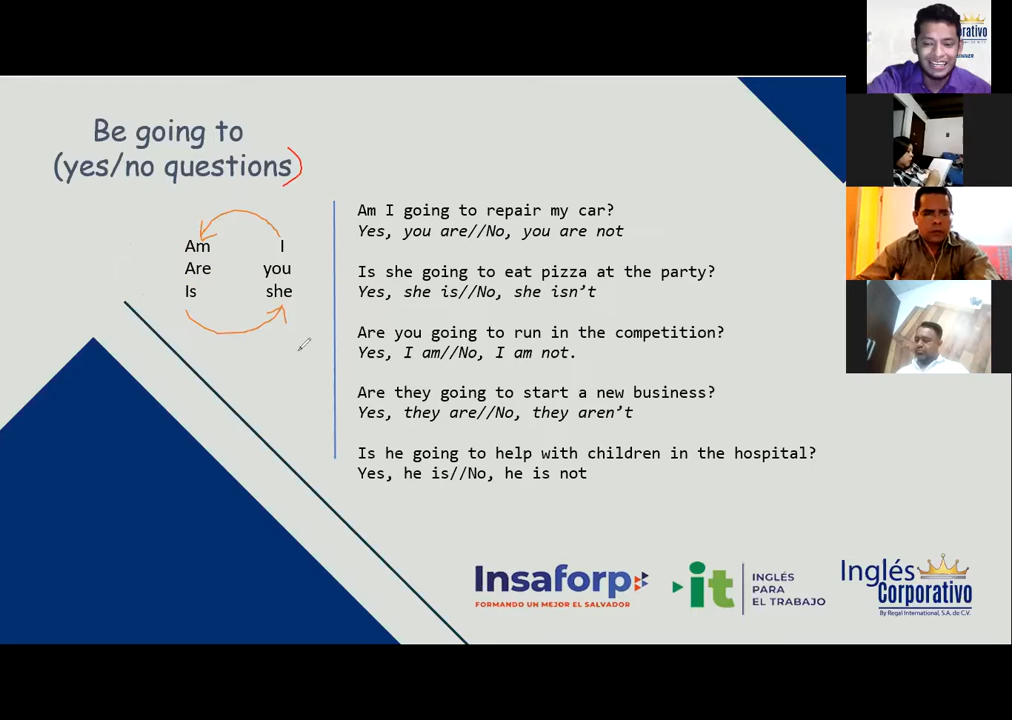 Be going to
(yes/no questions)
Am I
Are you
Is she
Am I going to repair my car?
Yes, you are//No, you are not
Is she going to eat pizza at the party?
Yes, she is//No, she isn't
Are you going to run in the competition?
Yes, I am//No, I am not.
Are they going to start a new business?
Yes, they are//No, they aren't
Is he going to help with children in the hospital?
Yes, he is//No, he is not
Insaforp
FORMANDO UN MEJOR EL SALVADOR
it
INGLÉS
PARA
EL TRABAJO
Inglés
Corporativo
By Regal International, S.A. de C.V.